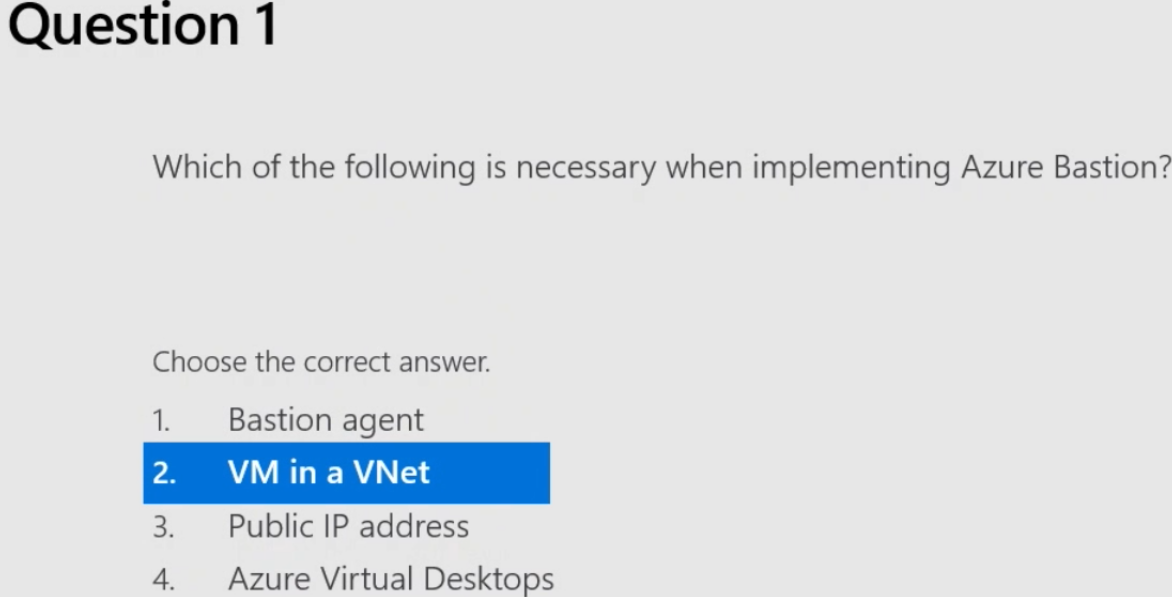 Question 1
Which of the following is necessary when implementing Azure Bastion?
Choose the correct answer.
1. Bastion agent
2. VM in a VNet
3. Public IP address
4. Azure Virtual Desktops